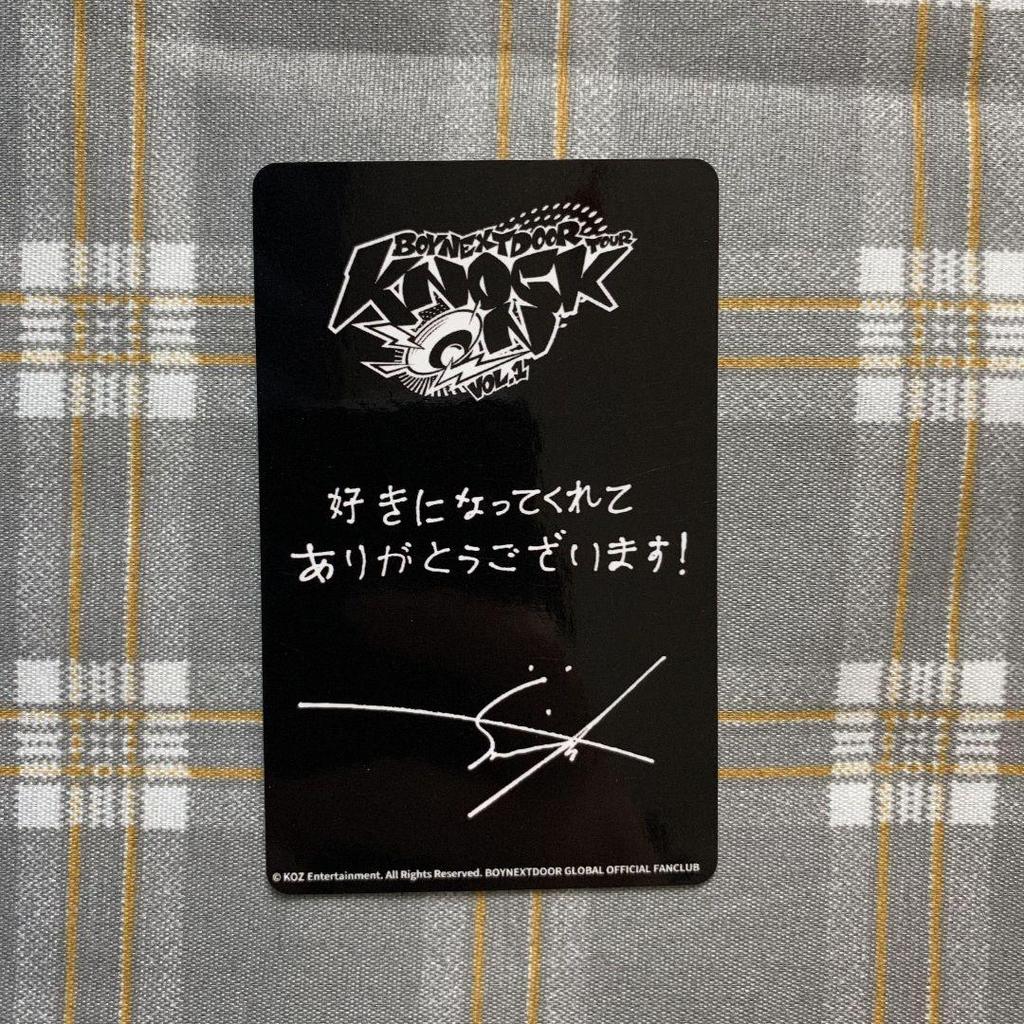 BOYNEXTDOOR TOUR
KNOCK
ON
VOL.1
好きになってくれて
ありがとうございます!
© KOZ Entertainment. All Rights Reserved. BOYNEXTDOOR GLOBAL OFFICIAL FANCLUB